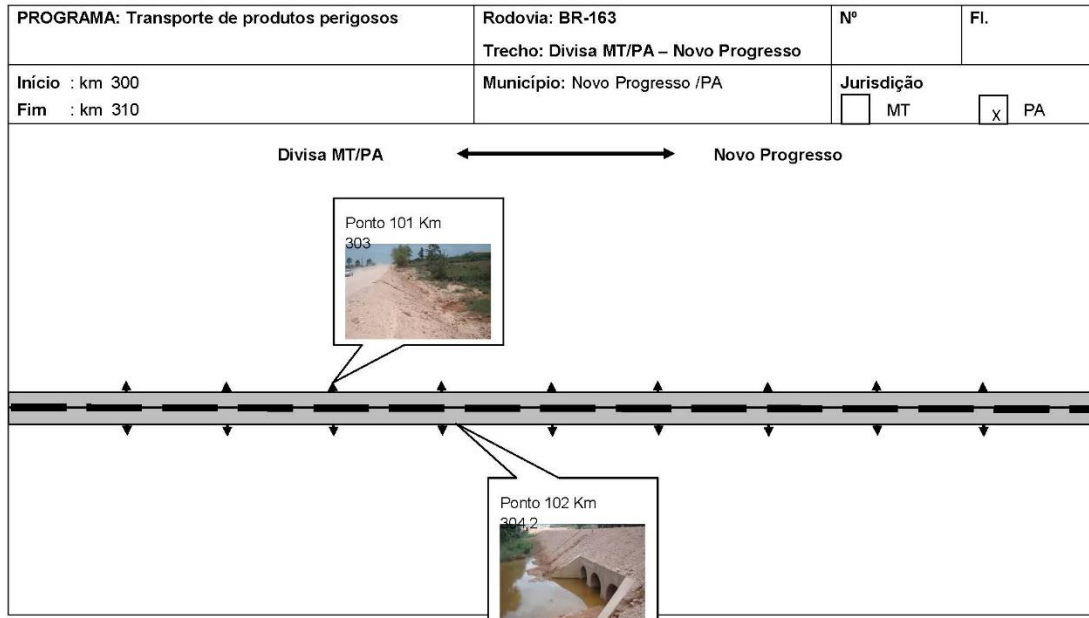 PROGRAMA: Transporte de produtos perigosos
Rodovia: BR-163
Trecho: Divisa MT/PA – Novo Progresso
Nº
Fl.
Início : km 300
Fim : km 310
Município: Novo Progresso /PA
Jurisdição
MT
x PA
Divisa MT/PA
Novo Progresso
Ponto 101 Km
303
Ponto 102 Km
304,2